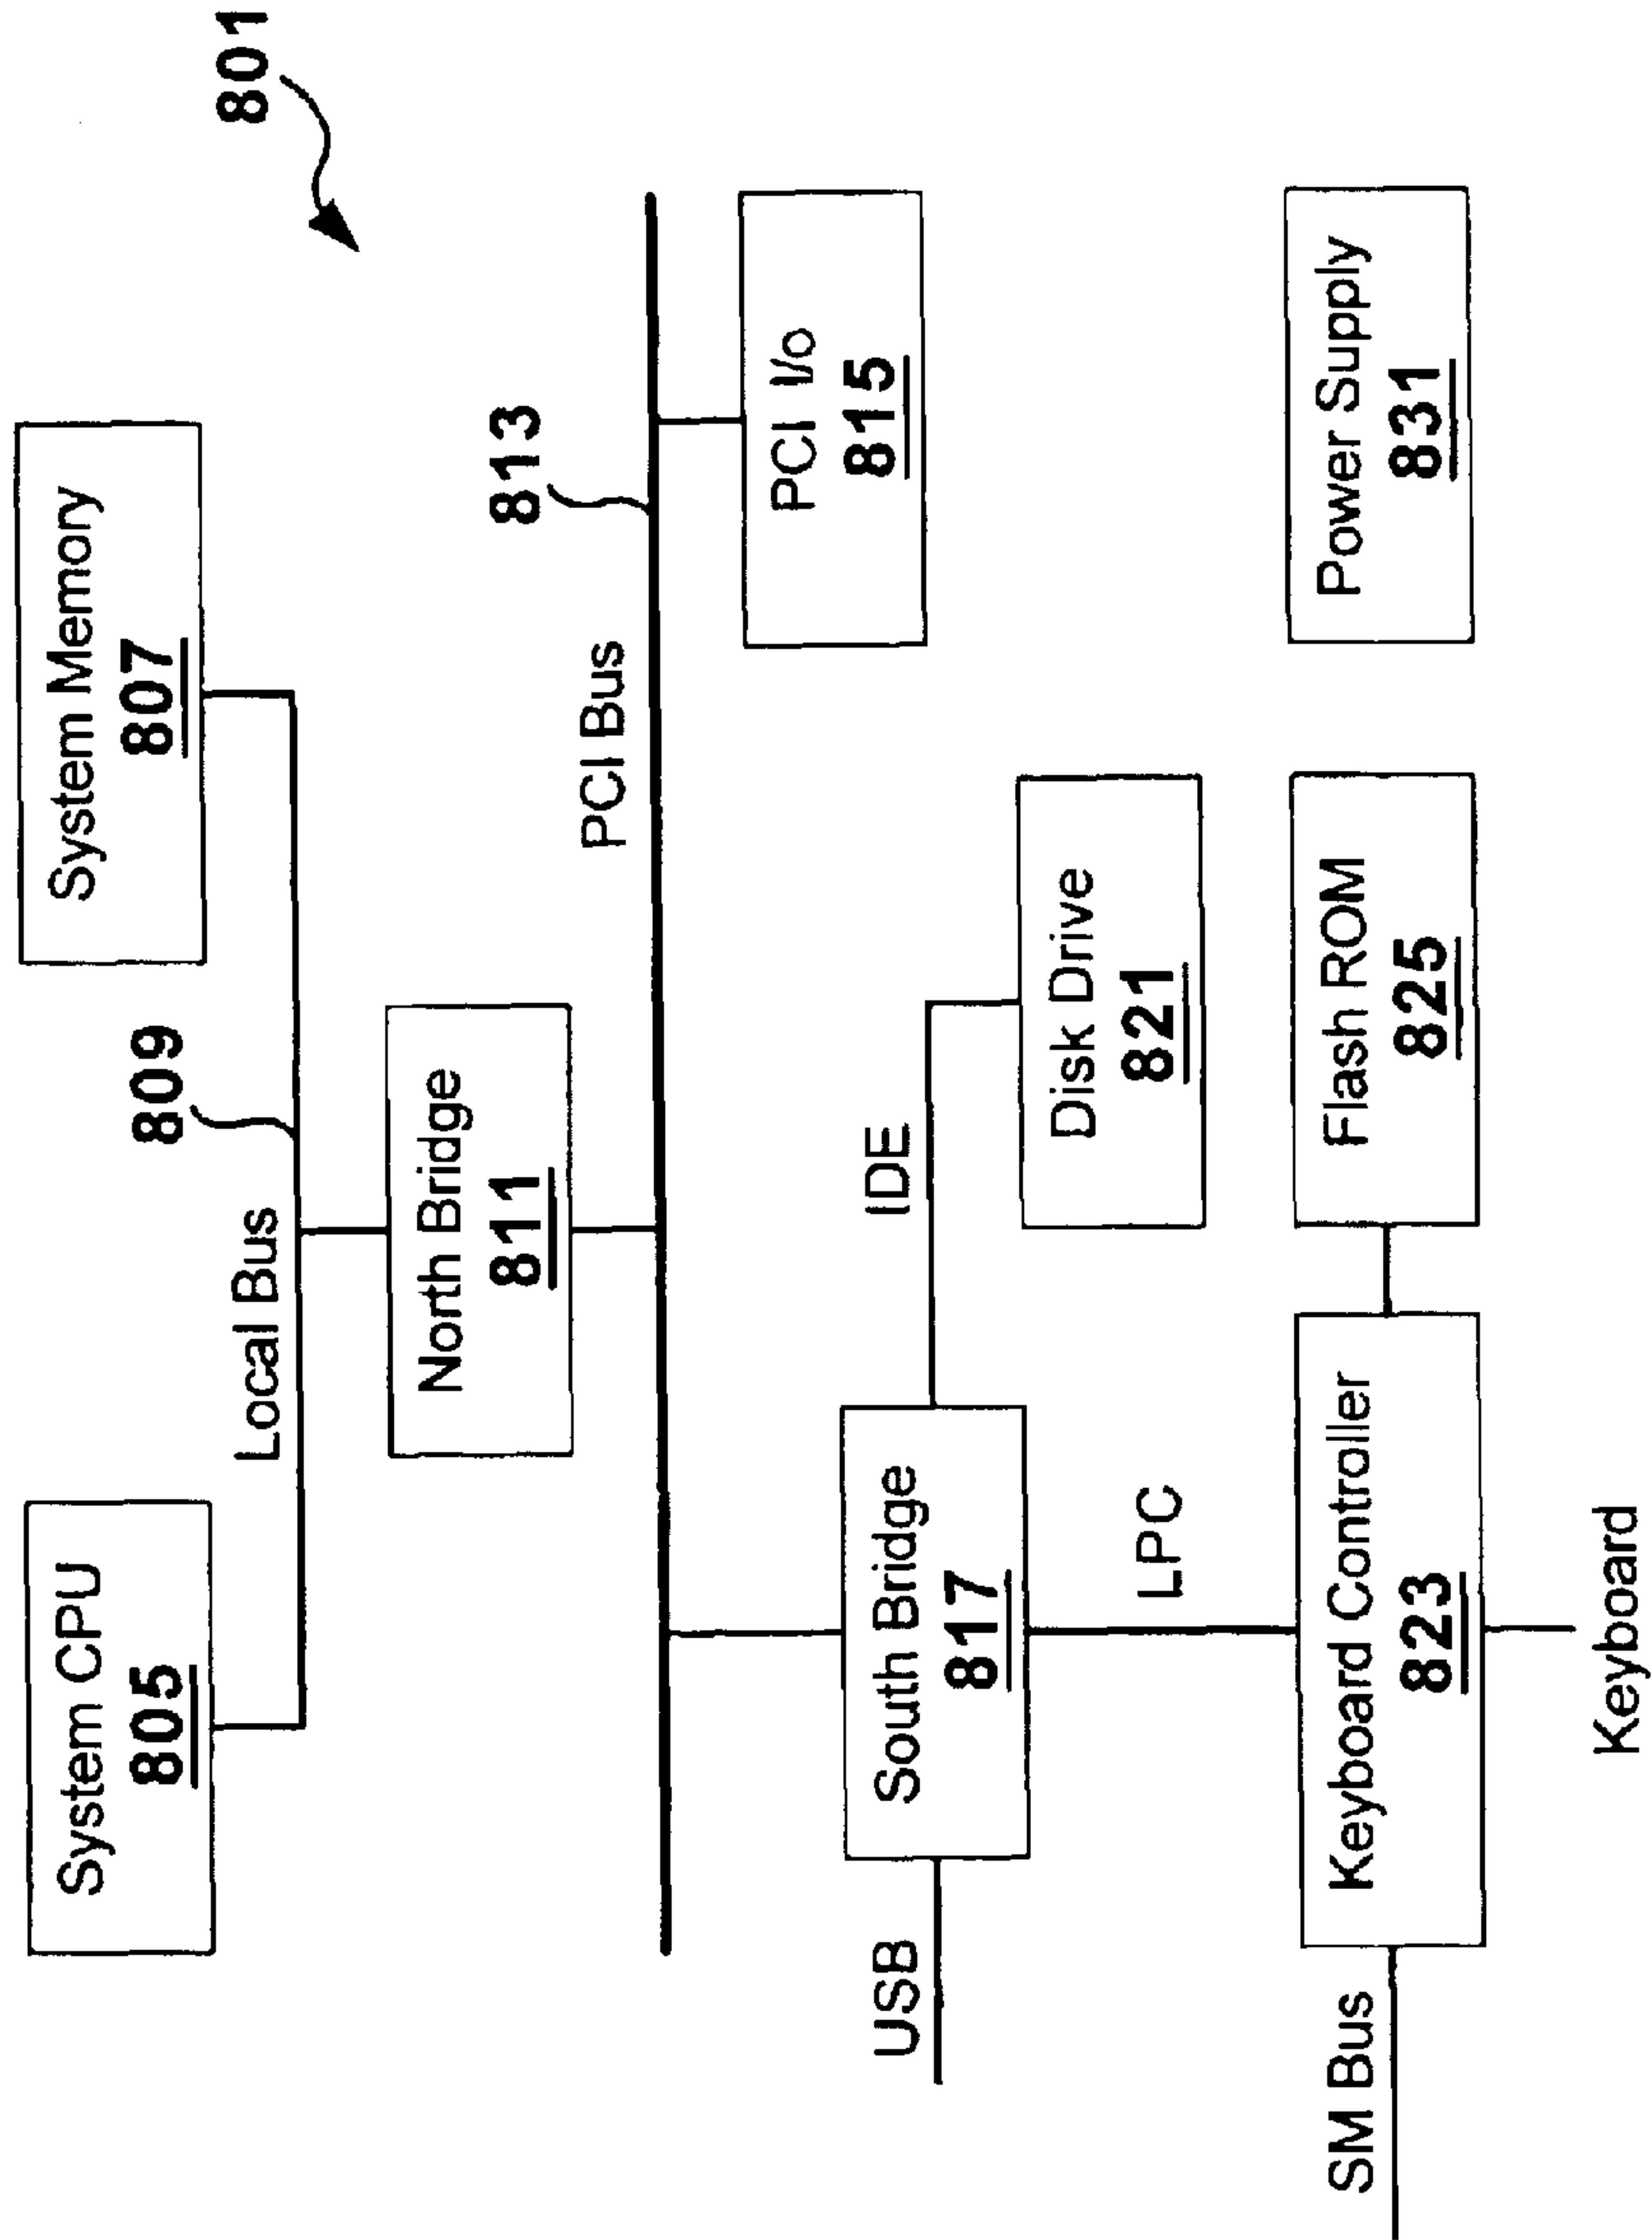 801
System CPU
805
System Memory
807
Local Bus
809
North Bridge
811
PCI Bus
813
PCI I/o
815
USB
South Bridge
817
IDE
Disk Drive
821
LPC
SM Bus
Keyboard Controller
823
Flash ROM
825
Power Supply
831
Keyboard